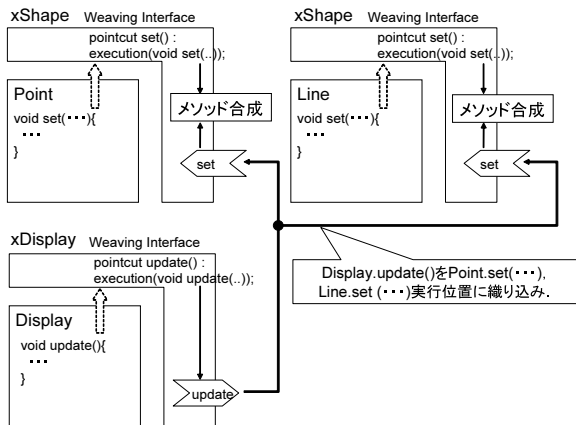 xShape Weaving Interface
pointcut set() :
execution(void set(..));
Point
void set(･･･){
･･･
}
メソッド合成
set
xShape Weaving Interface
pointcut set() :
execution(void set(..));
Line
void set(･･･){
･･･
}
メソッド合成
set
xDisplay Weaving Interface
pointcut update() :
execution(void update(..));
Display
void update(){
･･･
}
update
Display.update()をPoint.set(･･･),
Line.set (･･･)実行位置に織り込み.